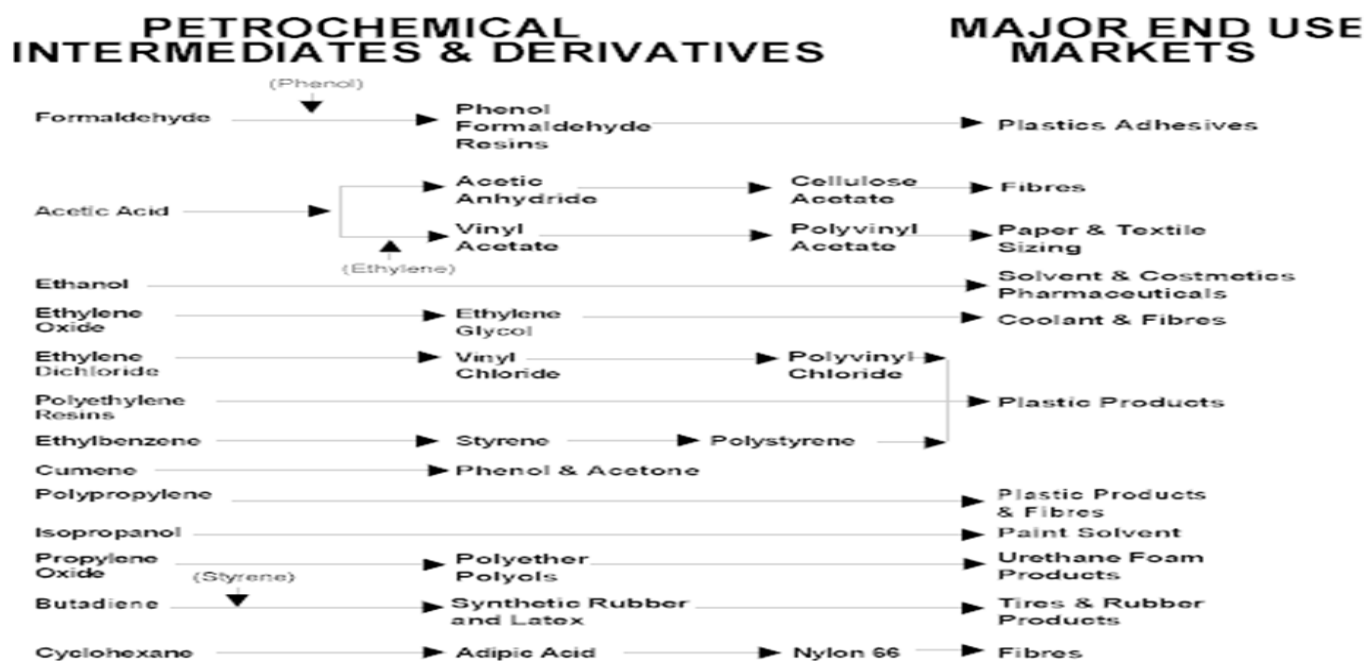 PETROCHEMICAL
INTERMEDIATES & DERIVATIVES
MAJOR END USE
MARKETS
(Phenol)
Formaldehyde
Phenol
Formaldehyde
Resins
Plastics Adhesives
Acetic Acid
Acetic
Anhydride
Cellulose
Acetate
Fibres
Vinyl
Acetate
Polyvinyl
Acetate
Paper & Textile
Sizing
(Ethylene)
Ethanol
Solvent & Costmetics
Pharmaceuticals
Ethylene
Oxide
Ethylene
Glycol
Coolant & Fibres
Ethylene
Dichloride
Vinyl
Chloride
Polyvinyl
Chloride
Polyethylene
Resins
Plastic Products
Ethylbenzene
Styrene
Polystyrene
Cumene
Phenol & Acetone
Polypropylene
Plastic Products
& Fibres
Isopropanol
Paint Solvent
Propylene
Oxide
Polyether
Polyols
Urethane Foam
Products
(Styrene)
Butadiene
Synthetic Rubber
and Latex
Tires & Rubber
Products
Cyclohexane
Adipic Acid
Nylon 66
Fibres